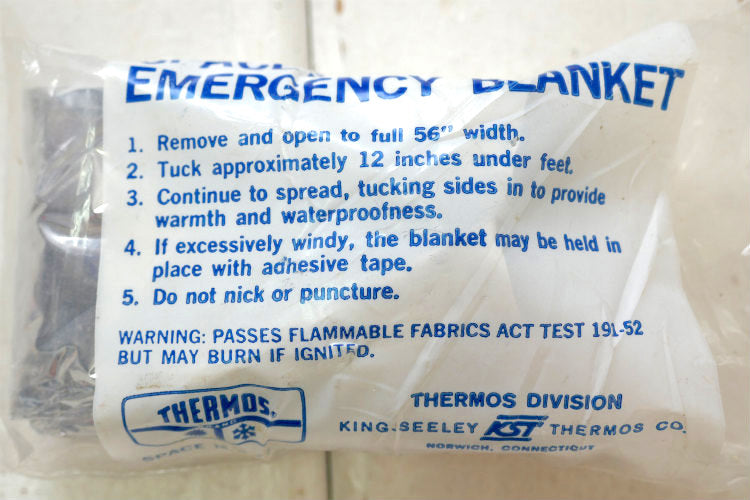 SPACE
EMERGENCY BLANKET
1. Remove and open to full 56" width.
2. Tuck approximately 12 inches under feet.
3. Continue to spread, tucking sides in to provide
warmth and waterproofness.
4. If excessively windy, the blanket may be held in
place with adhesive tape.
5. Do not nick or puncture.
WARNING: PASSES FLAMMABLE FABRICS ACT TEST 191-52
BUT MAY BURN IF IGNITED.
THERMOS®
BRAND
SPACE
THERMOS DIVISION
KING-SEELEY KST THERMOS CO.
NORWICH, CONNECTICUT